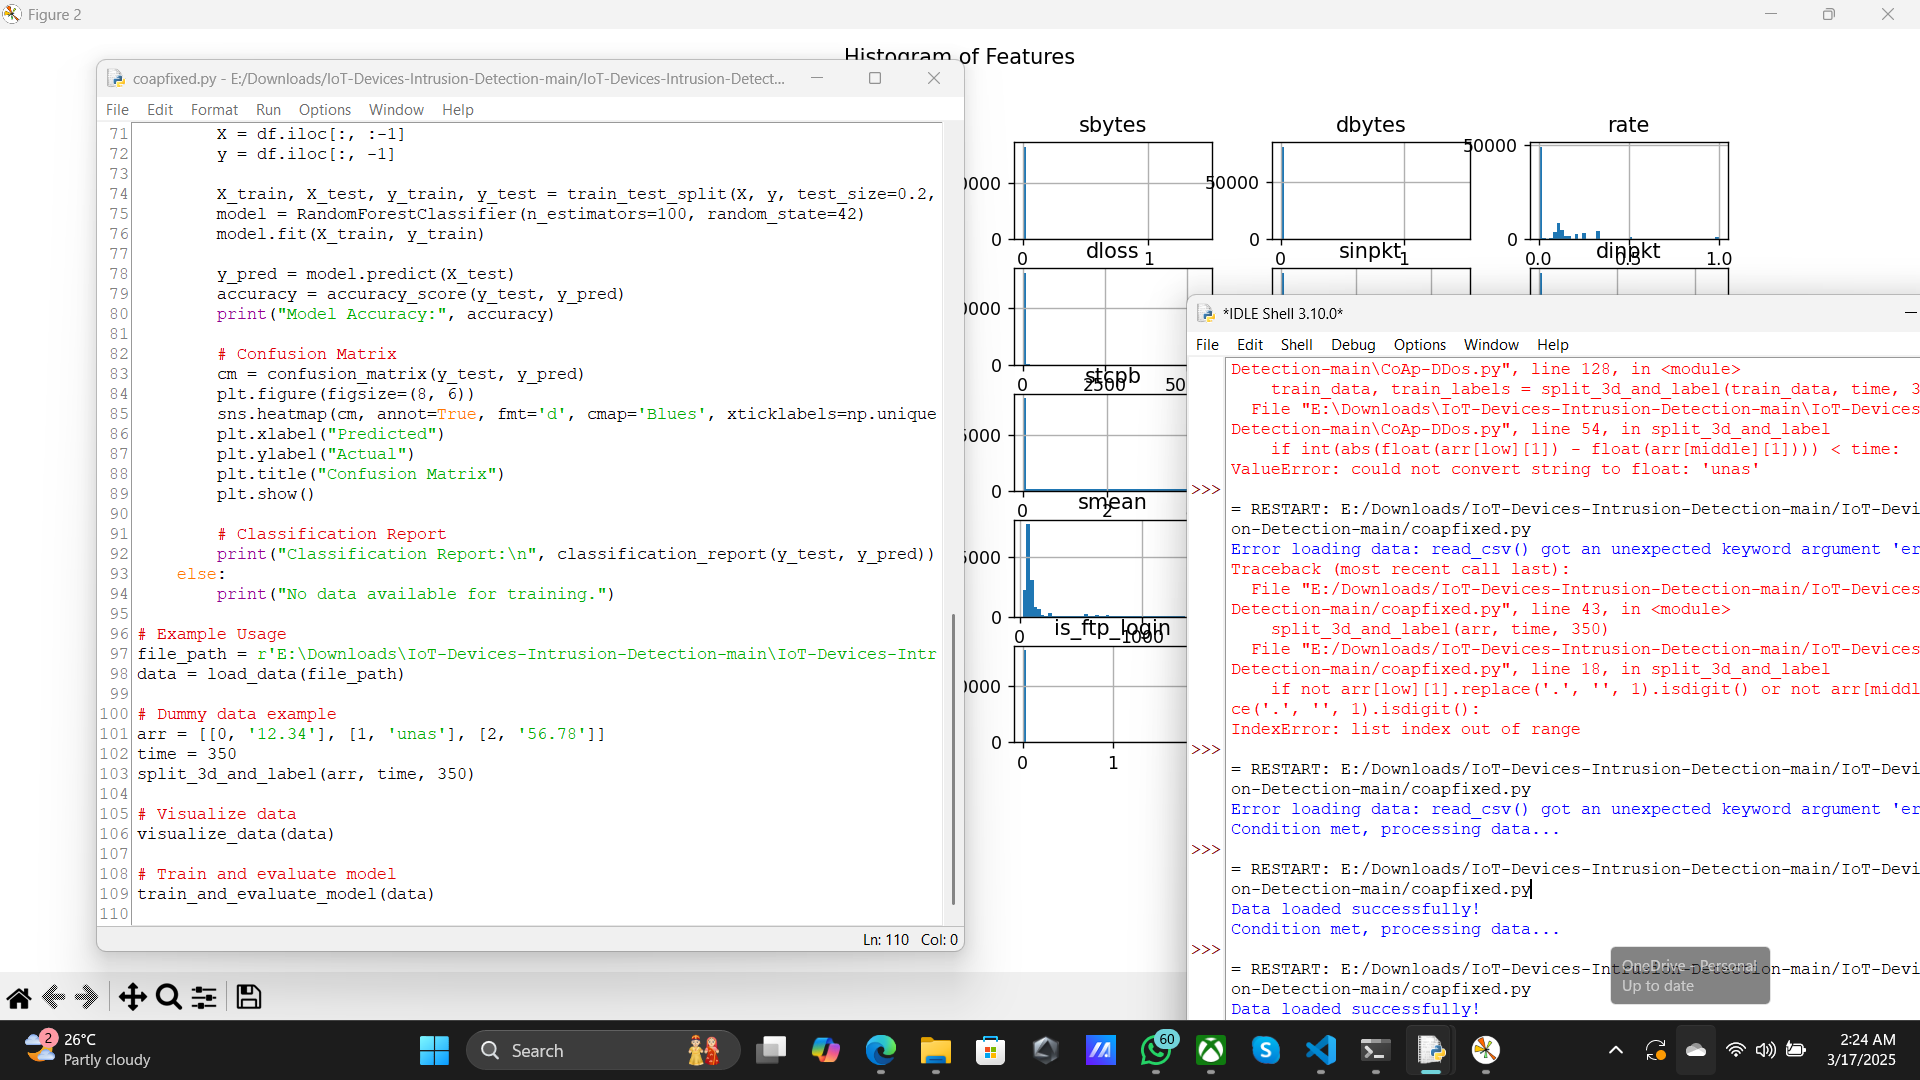 Figure 2
Histogram of Features
coapfixed.py - E:/Downloads/IoT-Devices-Intrusion-Detection-main/IoT-Devices-Intrusion-Detect...
File Edit Format Run Options Window Help
71 X = df.iloc[:, :-1]
72 y = df.iloc[:, -1]
73
74 X_train, X_test, y_train, y_test = train_test_split(X, y, test_size=0.2,
75 model = RandomForestClassifier(n_estimators=100, random_state=42)
76 model.fit(X_train, y_train)
77
78 y_pred = model.predict(X_test)
79 accuracy = accuracy_score(y_test, y_pred)
80 print("Model Accuracy:", accuracy)
81
82 # Confusion Matrix
83 cm = confusion_matrix(y_test, y_pred)
84 plt.figure(figsize=(8, 6))
85 sns.heatmap(cm, annot=True, fmt='d', cmap='Blues', xticklabels=np.unique
86 plt.xlabel("Predicted")
87 plt.ylabel("Actual")
88 plt.title("Confusion Matrix")
89 plt.show()
90
91 # Classification Report
92 print("Classification Report:\n", classification_report(y_test, y_pred))
93 else:
94 print("No data available for training.")
95
96 # Example Usage
97 file_path = r'E:\Downloads\IoT-Devices-Intrusion-Detection-main\IoT-Devices-Intr
98 data = load_data(file_path)
99
100 # Dummy data example
101 arr = [[0, '12.34'], [1, 'unas'], [2, '56.78']]
102 time = 350
103 split_3d_and_label(arr, time, 350)
104
105 # Visualize data
106 visualize_data(data)
107
108 # Train and evaluate model
109 train_and_evaluate_model(data)
110
Ln: 110 Col: 0
sbytes dbytes rate
0000 50000 50000
0 0 0
0 1 0 1 0.0 0.5 1.0
dloss sinpkt dinpkt
0000
0
0 2500 50
stcpb
5000
0
0 2
smean
5000
0
0 1000
is_ftp_login
0000
0
0 1
*IDLE Shell 3.10.0*
File Edit Shell Debug Options Window Help
Detection-main\CoAp-DDos.py", line 128, in <module>
train_data, train_labels = split_3d_and_label(train_data, time, 3
File "E:\Downloads\IoT-Devices-Intrusion-Detection-main\IoT-Devices
Detection-main\CoAp-DDos.py", line 54, in split_3d_and_label
if int(abs(float(arr[low][1]) - float(arr[middle][1]))) < time:
ValueError: could not convert string to float: 'unas'
>>>
= RESTART: E:/Downloads/IoT-Devices-Intrusion-Detection-main/IoT-Devi
on-Detection-main/coapfixed.py
Error loading data: read_csv() got an unexpected keyword argument 'er
Traceback (most recent call last):
File "E:/Downloads/IoT-Devices-Intrusion-Detection-main/IoT-Devices
Detection-main/coapfixed.py", line 43, in <module>
split_3d_and_label(arr, time, 350)
File "E:/Downloads/IoT-Devices-Intrusion-Detection-main/IoT-Devices
Detection-main/coapfixed.py", line 18, in split_3d_and_label
if not arr[low][1].replace('.', '', 1).isdigit() or not arr[middl
ce('.', '', 1).isdigit():
IndexError: list index out of range
>>>
= RESTART: E:/Downloads/IoT-Devices-Intrusion-Detection-main/IoT-Devi
on-Detection-main/coapfixed.py
Error loading data: read_csv() got an unexpected keyword argument 'er
Condition met, processing data...
>>>
= RESTART: E:/Downloads/IoT-Devices-Intrusion-Detection-main/IoT-Devi
on-Detection-main/coapfixed.py
Data loaded successfully!
Condition met, processing data...
>>>
= RESTART: E:/Downloads/IoT-Devices-Intrusion-Detection-main/IoT-Devi
on-Detection-main/coapfixed.py
Data loaded successfully!
OneDrive - Personal
Up to date
2
26°C
Partly cloudy
Search
60
2:24 AM
3/17/2025